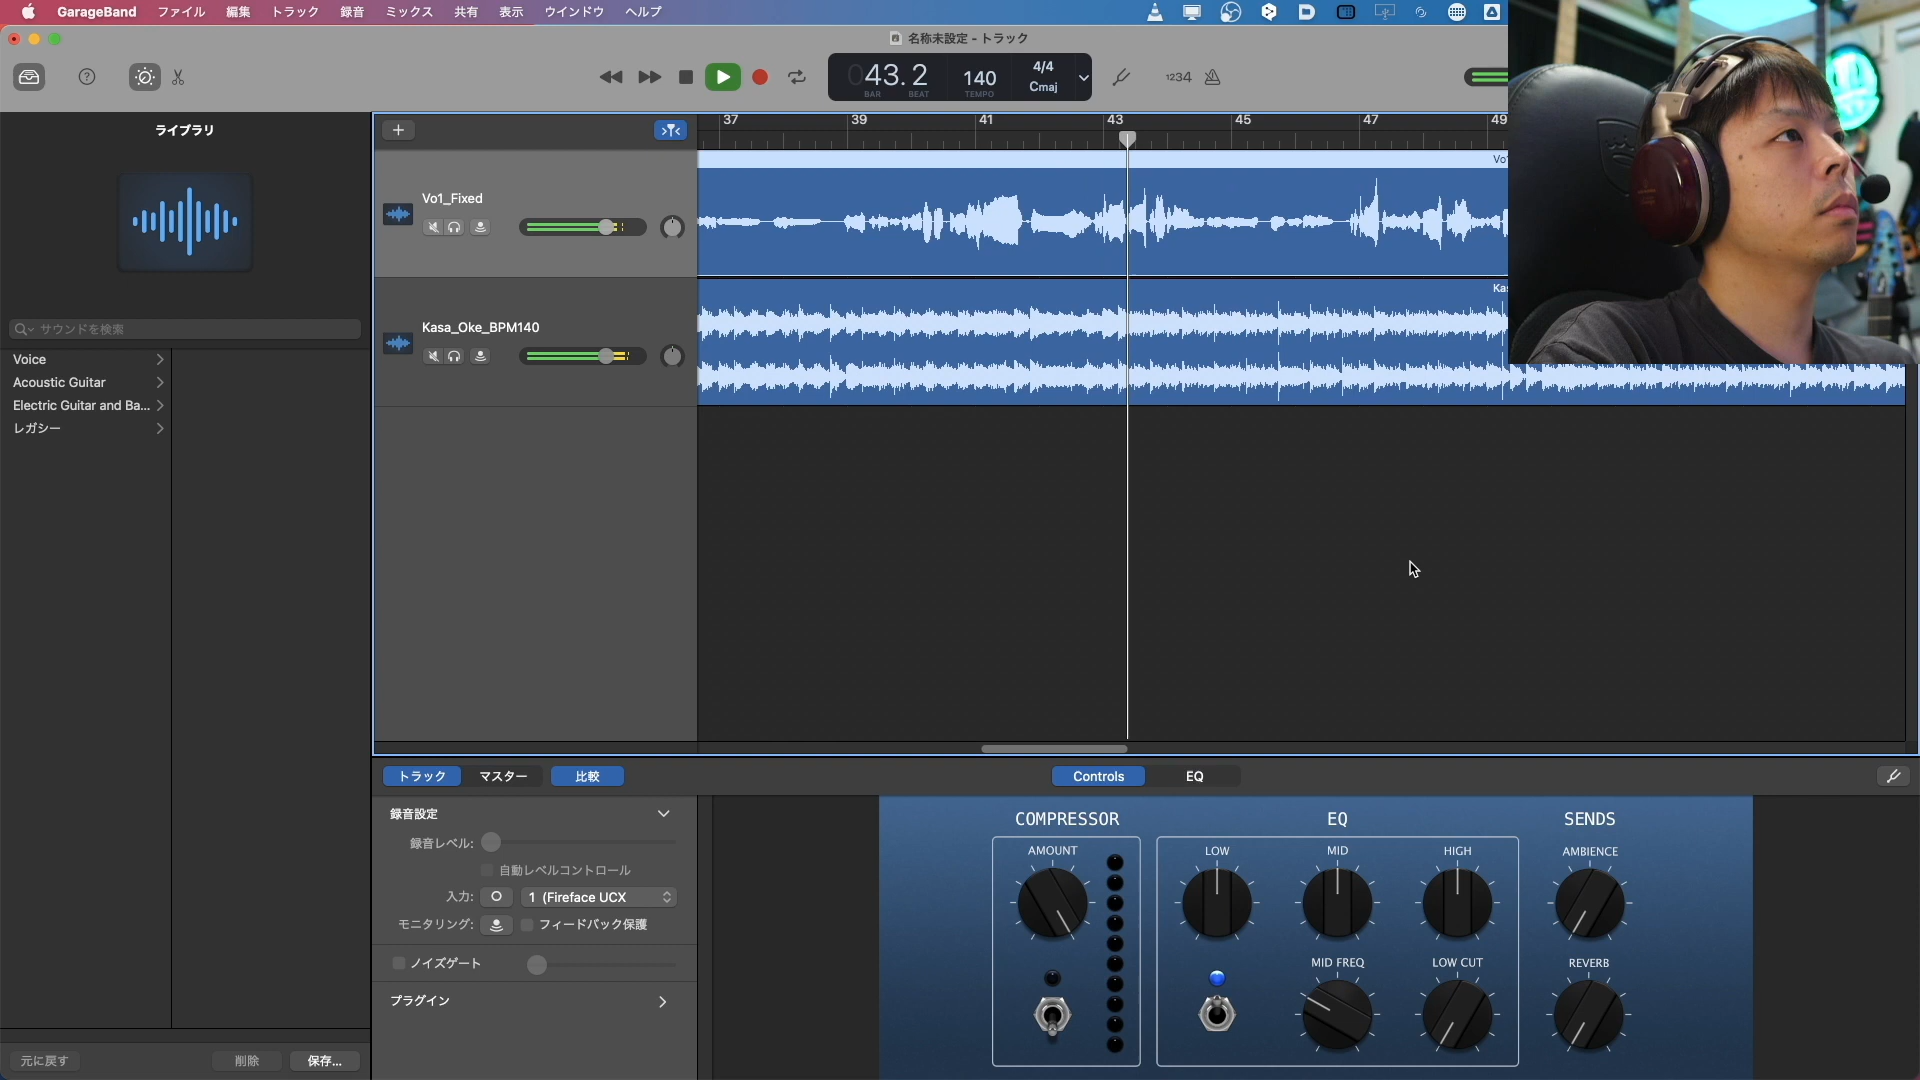 GarageBand ファイル 編集 トラック 録音 ミックス 共有 表示 ウインドウ ヘルプ
名称未設定 - トラック
043.2 140 4/4 Cmaj
BAR BEAT TEMPO
1234
ライブラリ
サウンドを検索
Voice
Acoustic Guitar
Electric Guitar and Ba...
レガシー
元に戻す 削除 保存...
37 39 41 43 45 47 49
Vo1_Fixed
Vo
Kasa_Oke_BPM140
Kas
トラック マスター 比較 Controls EQ
録音設定
録音レベル:
自動レベルコントロール
入力: 1 (Fireface UCX
モニタリング: フィードバック保護
ノイズゲート
プラグイン
COMPRESSOR EQ SENDS
AMOUNT LOW MID HIGH AMBIENCE
MID FREQ LOW CUT REVERB